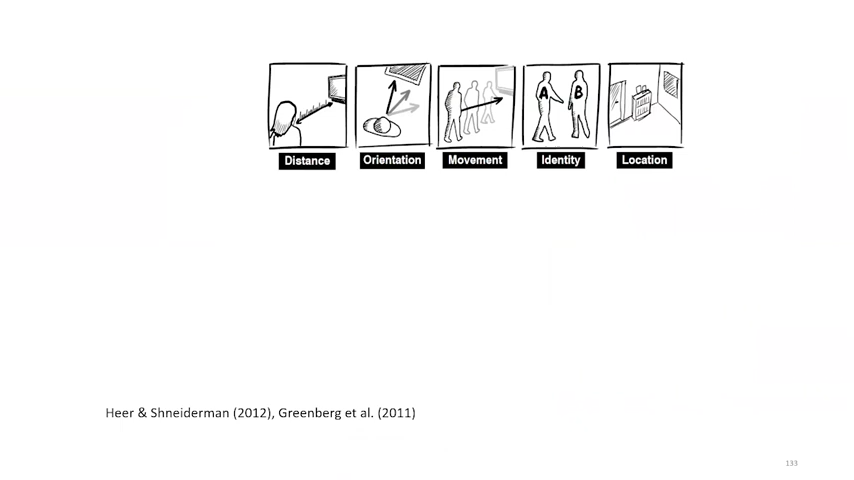 A B
Distance Orientation Movement Identity Location
Heer & Shneiderman (2012), Greenberg et al. (2011)
133